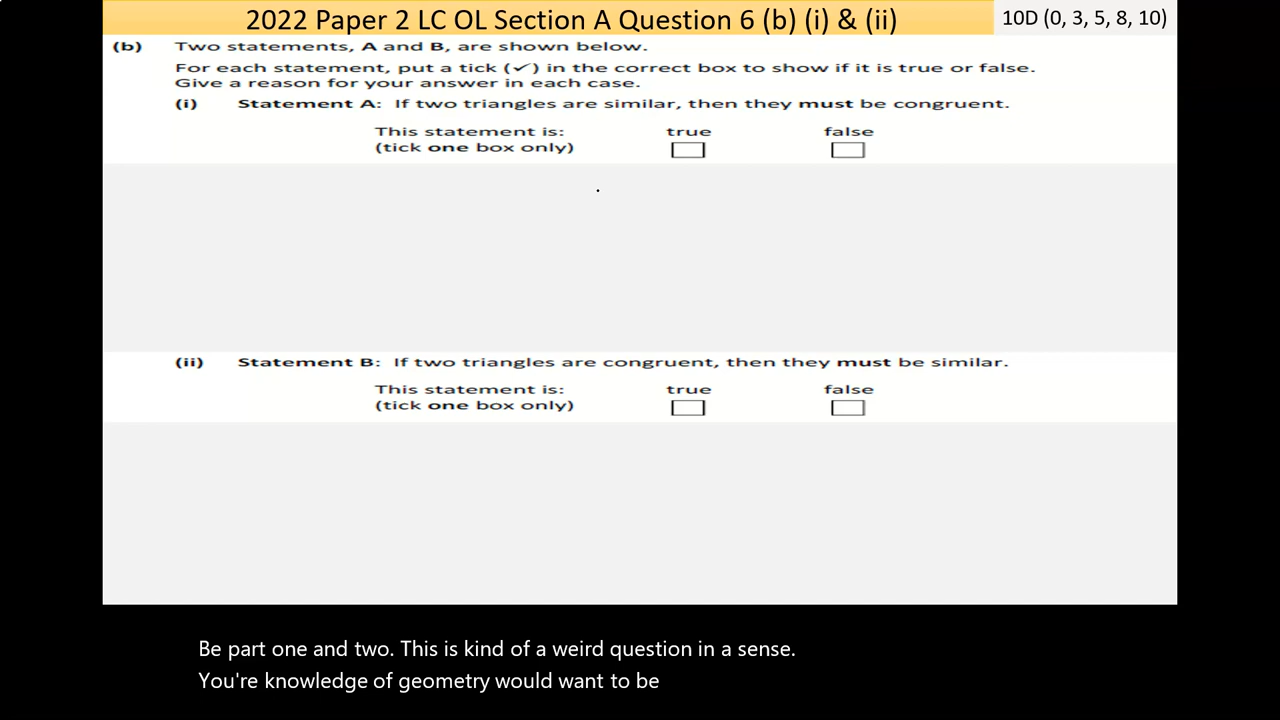 2022 Paper 2 LC OL Section A Question 6 (b) (i) & (ii)
10D (0, 3, 5, 8, 10)
(b) Two statements, A and B, are shown below.
For each statement, put a tick (✓) in the correct box to show if it is true or false.
Give a reason for your answer in each case.
(i) Statement A: If two triangles are similar, then they must be congruent.
This statement is: true false
(tick one box only)
(ii) Statement B: If two triangles are congruent, then they must be similar.
This statement is: true false
(tick one box only)
Be part one and two. This is kind of a weird question in a sense.
You're knowledge of geometry would want to be